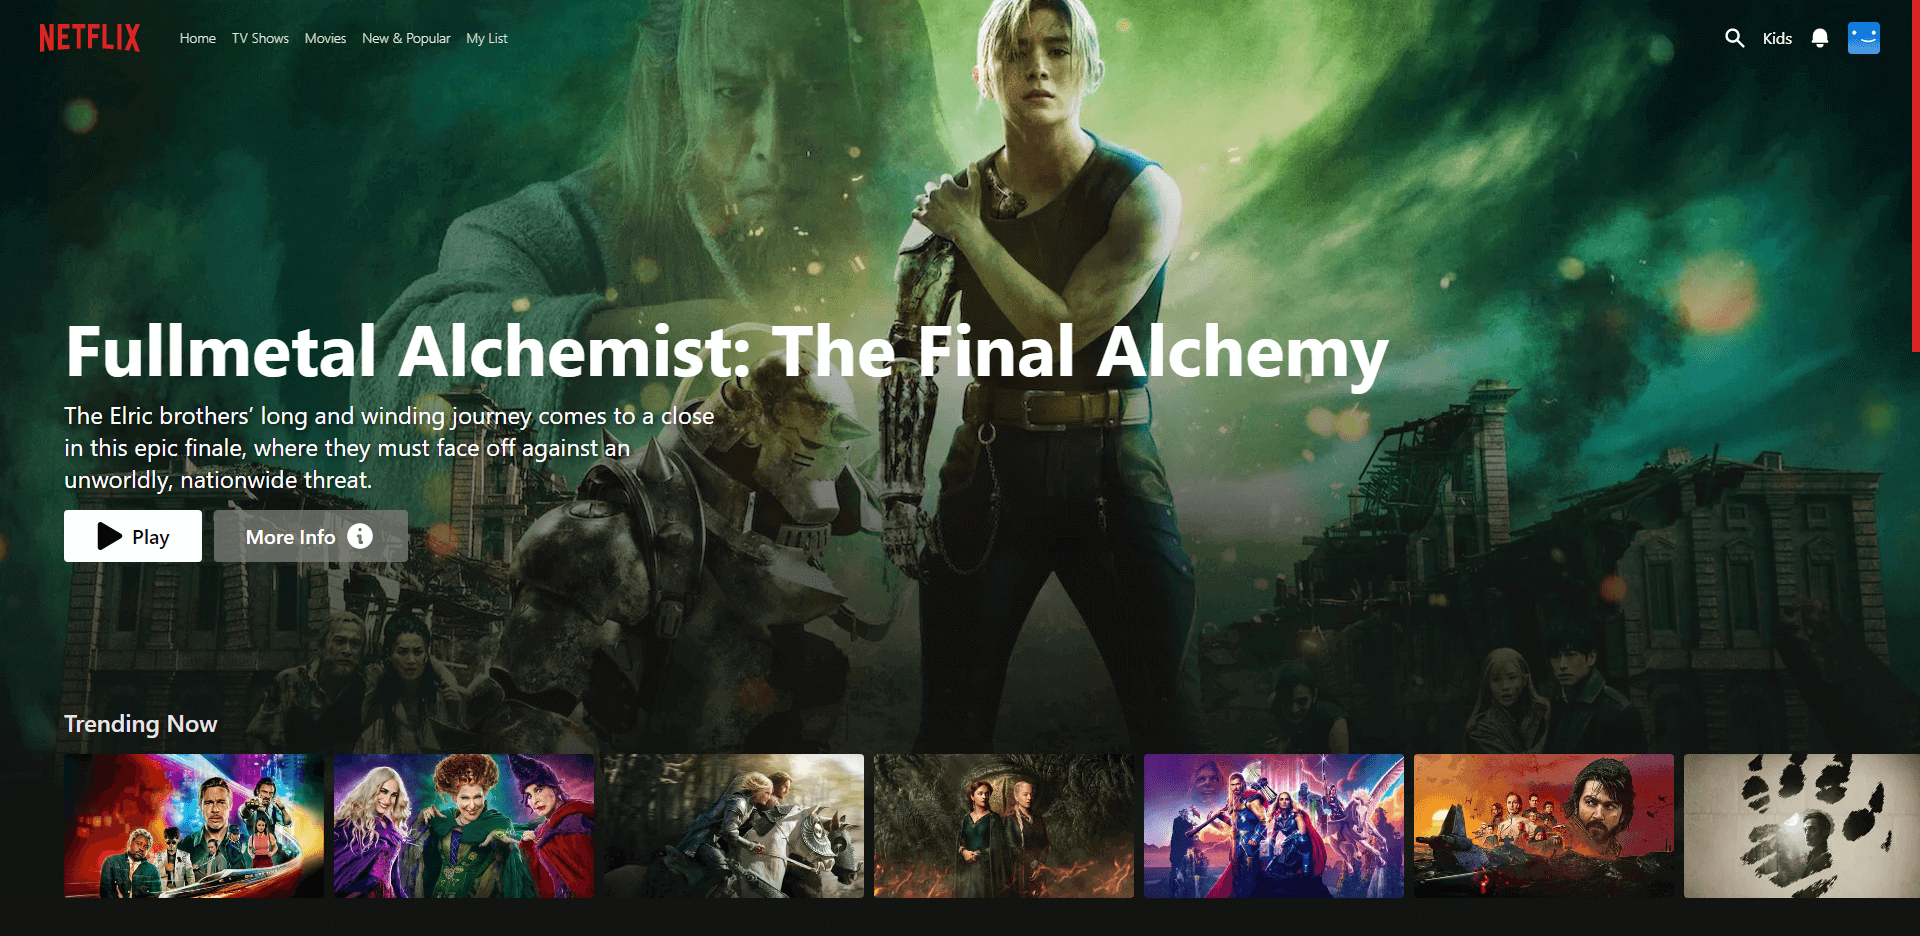 NETFLIX
Home TV Shows Movies New & Popular My List
Kids
Fullmetal Alchemist: The Final Alchemy
The Elric brothers’ long and winding journey comes to a close
in this epic finale, where they must face off against an
unworldly, nationwide threat.
Play
More Info
Trending Now